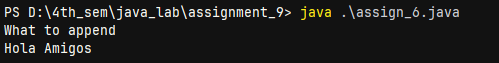 PS D:\4th_sem\java_lab\assignment_9> java .\assign_6.java
What to append
Hola Amigos